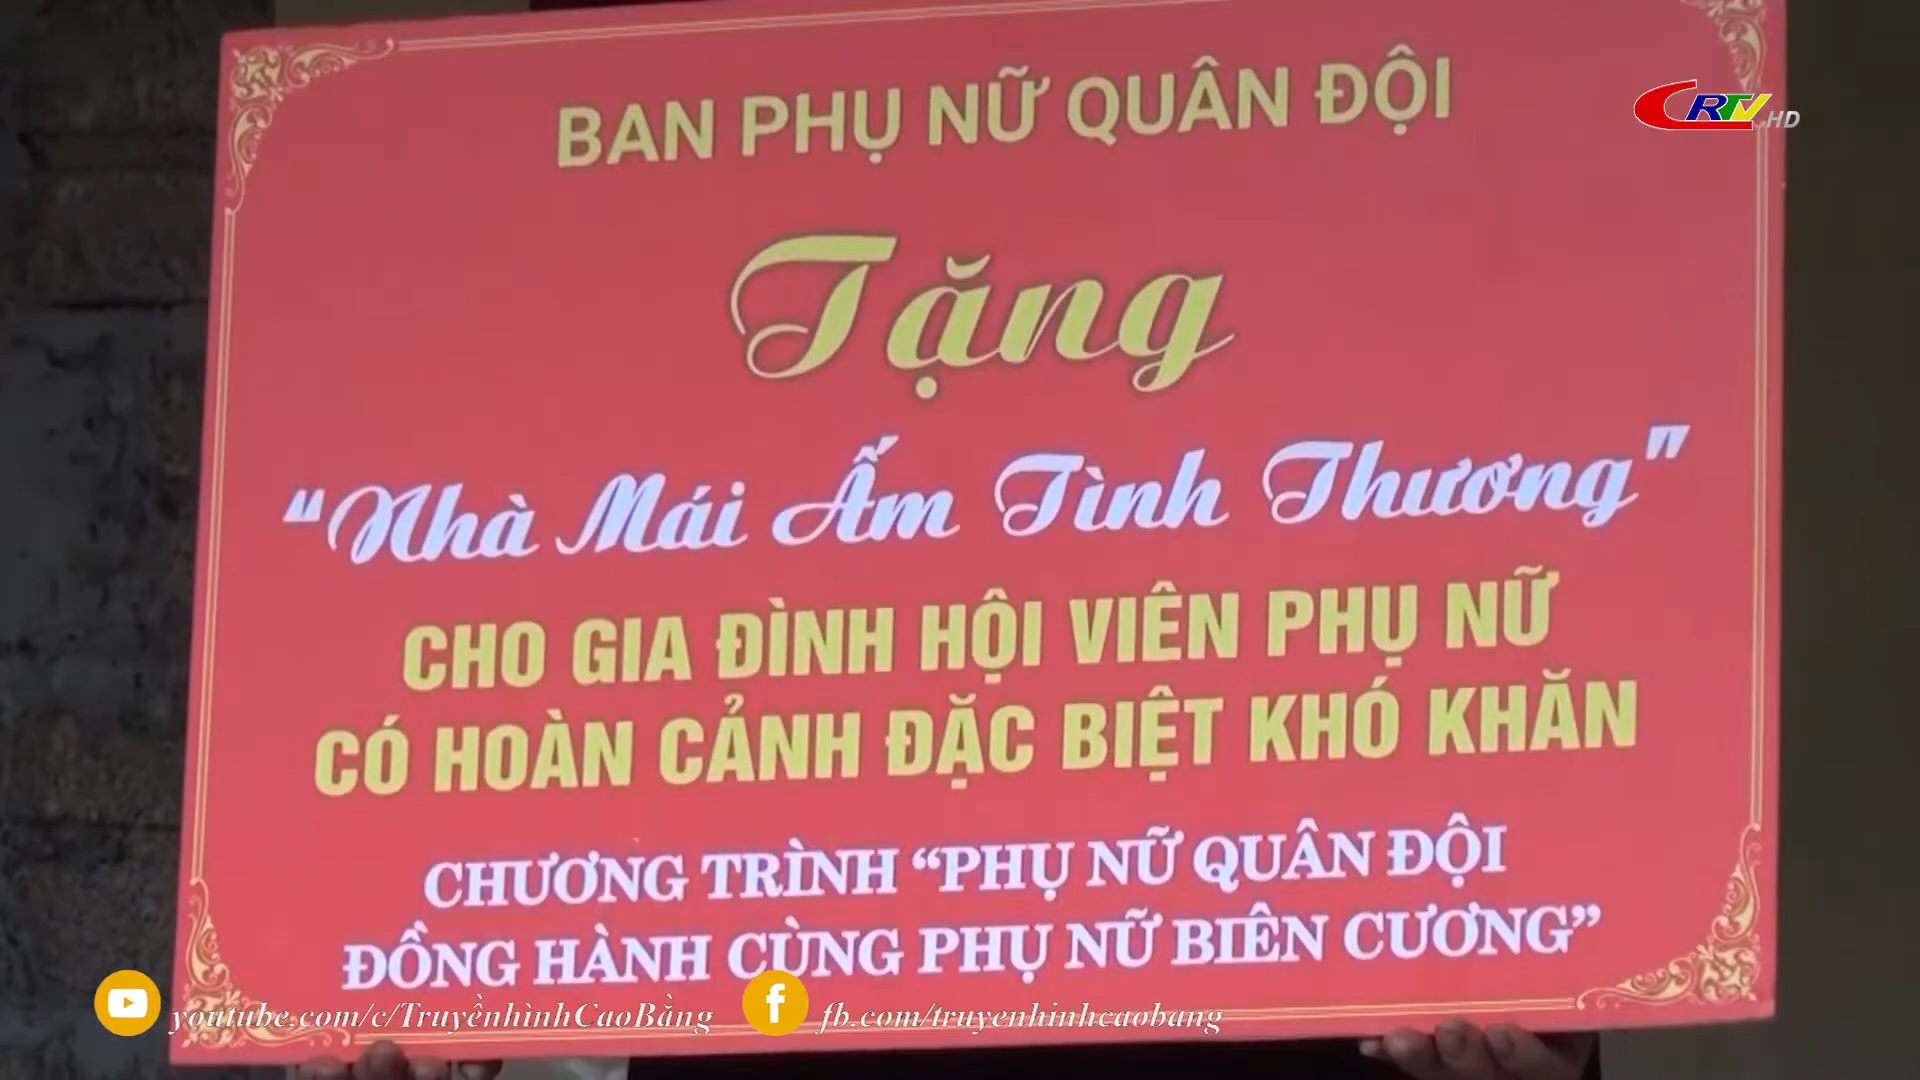 BAN PHỤ NỮ QUÂN ĐỘI
CRTV HD
Tặng
“Nhà Mái Ấm Tình Thương”
CHO GIA ĐÌNH HỘI VIÊN PHỤ NỮ
CÓ HOÀN CẢNH ĐẶC BIỆT KHÓ KHĂN
CHƯƠNG TRÌNH “PHỤ NỮ QUÂN ĐỘI
ĐỒNG HÀNH CÙNG PHỤ NỮ BIÊN CƯƠNG”
youtube.com/c/TruyềnhìnhCaoBằng
fb.com/truyenhinhcaobang